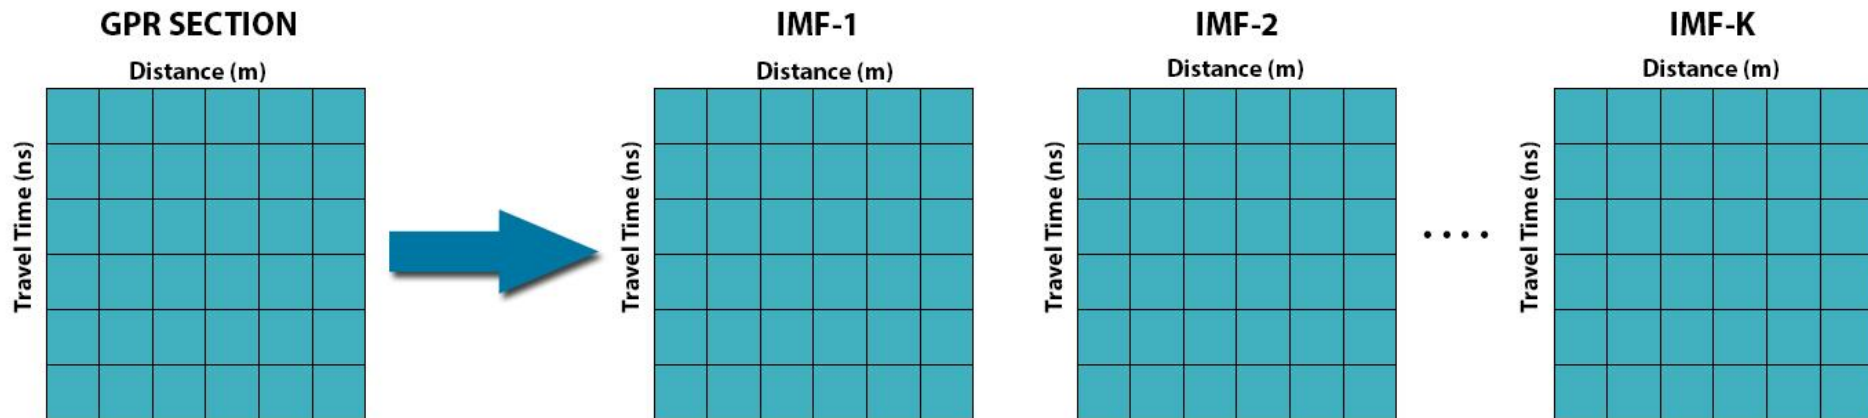 GPR SECTION
Distance (m)
Travel Time (ns)
IMF-1
Distance (m)
Travel Time (ns)
IMF-2
Distance (m)
Travel Time (ns)
....
IMF-K
Distance (m)
Travel Time (ns)